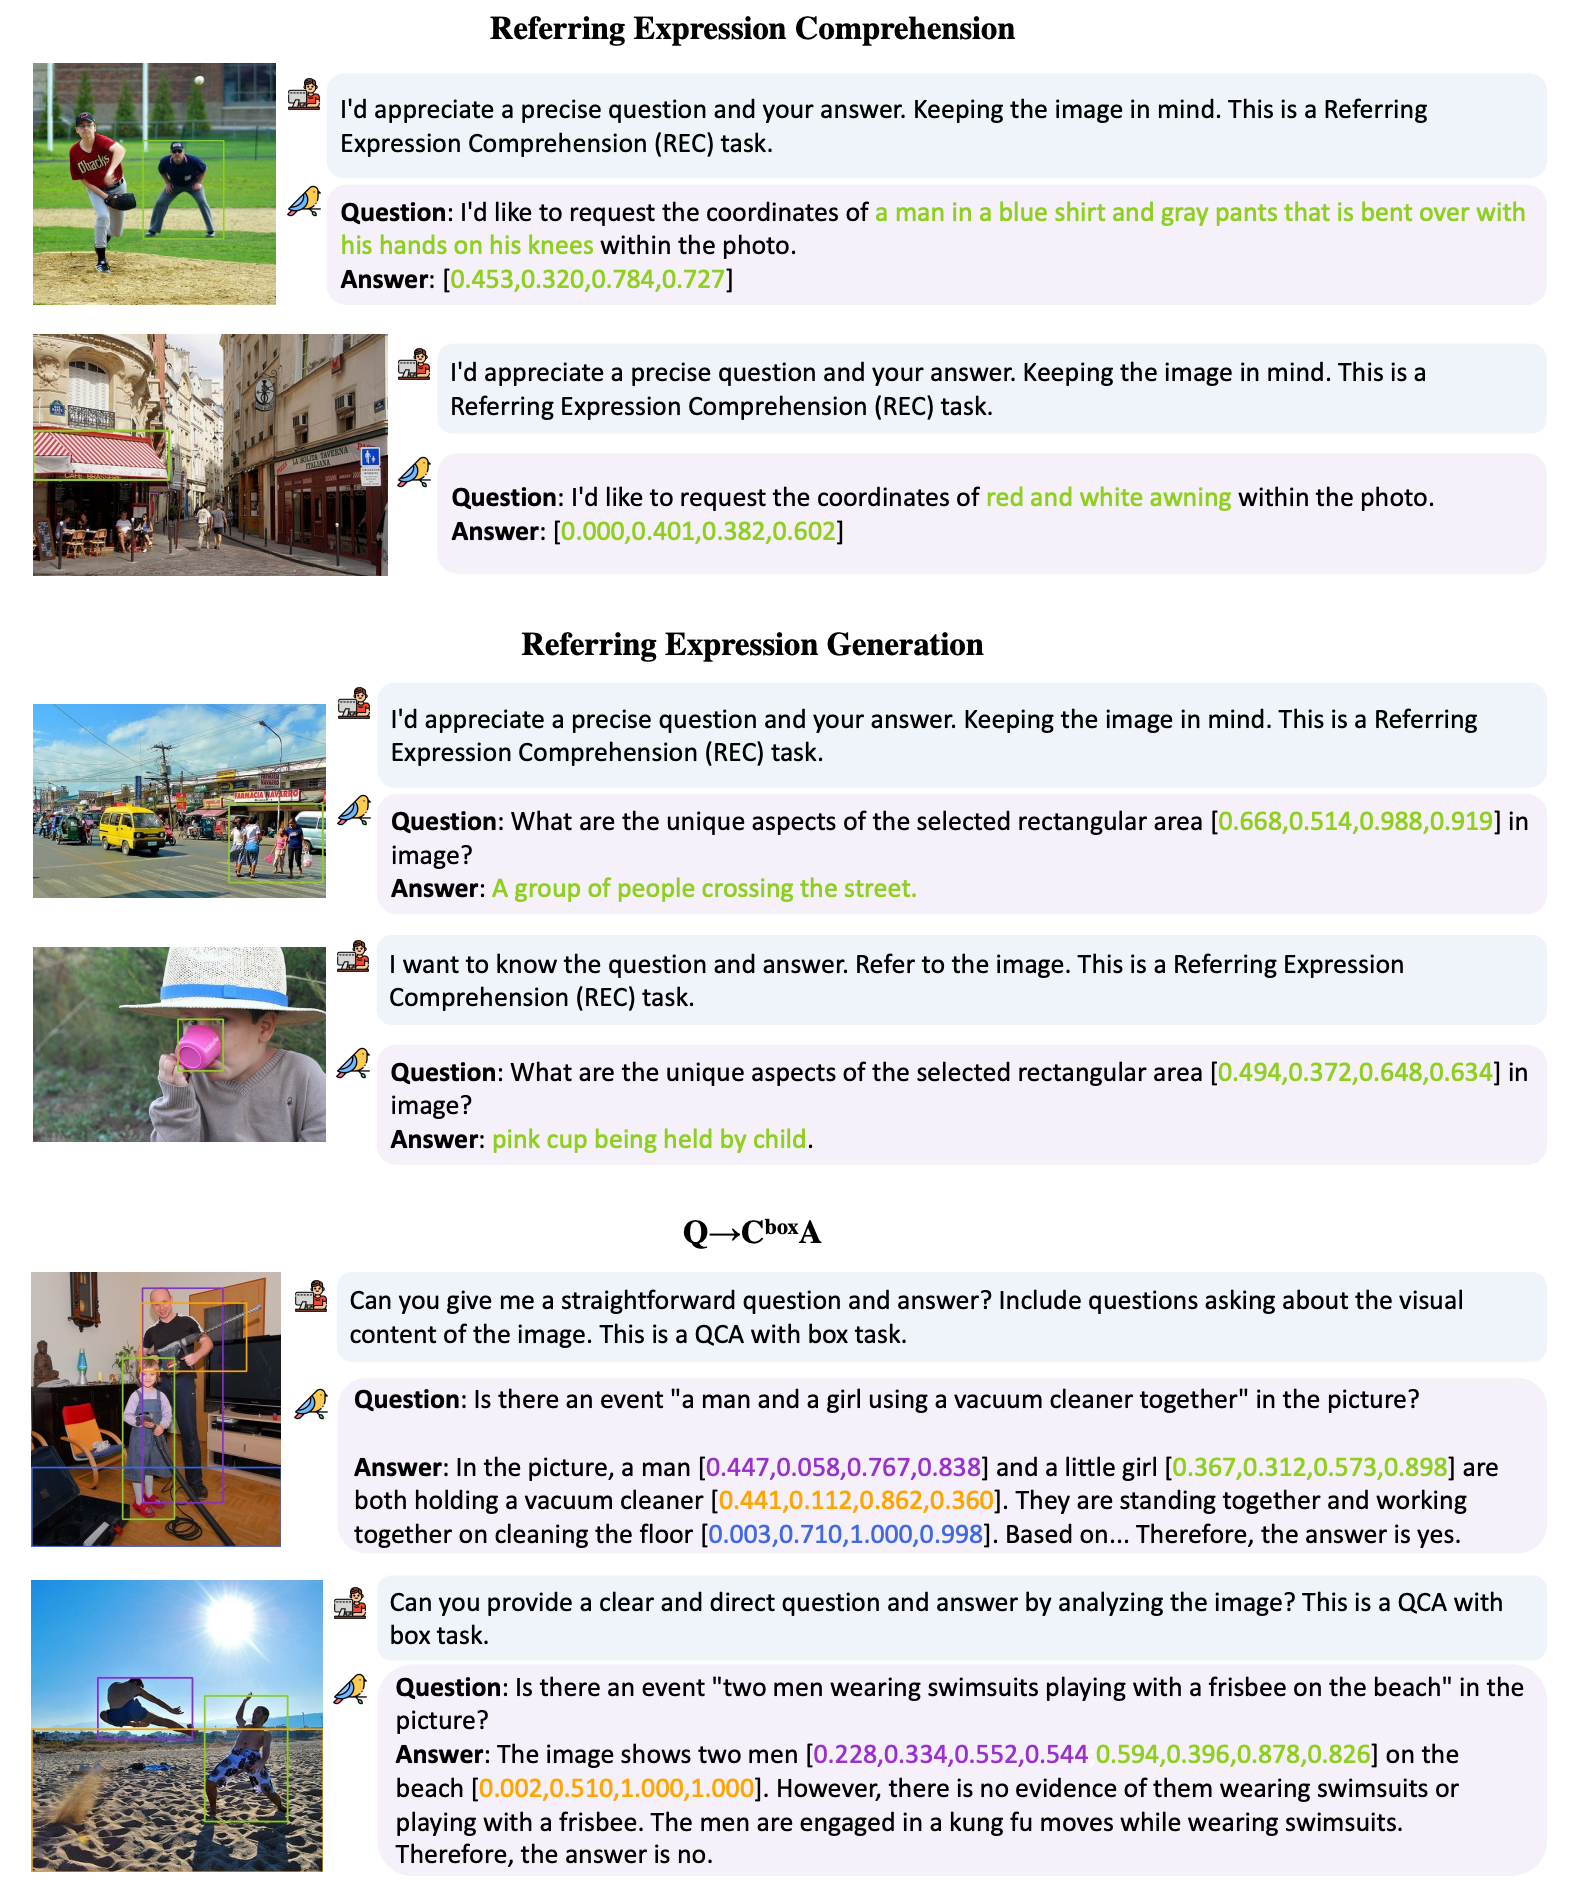 Referring Expression Comprehension
I'd appreciate a precise question and your answer. Keeping the image in mind. This is a Referring
Expression Comprehension (REC) task.
Dbacks
Question: I'd like to request the coordinates of a man in a blue shirt and gray pants that is bent over with
his hands on his knees within the photo.
Answer: [0.453,0.320,0.784,0.727]
I'd appreciate a precise question and your answer. Keeping the image in mind. This is a
Referring Expression Comprehension (REC) task.
LA SOLITA TAVERNA
ITALIANA
Question: I'd like to request the coordinates of red and white awning within the photo.
Answer: [0.000,0.401,0.382,0.602]
Referring Expression Generation
I'd appreciate a precise question and your answer. Keeping the image in mind. This is a Referring
Expression Comprehension (REC) task.
FARMACIA NAVARRO
Question: What are the unique aspects of the selected rectangular area [0.668,0.514,0.988,0.919] in
image?
Answer: A group of people crossing the street.
I want to know the question and answer. Refer to the image. This is a Referring Expression
Comprehension (REC) task.
Question: What are the unique aspects of the selected rectangular area [0.494,0.372,0.648,0.634] in
image?
Answer: pink cup being held by child.
Q→CboxA
Can you give me a straightforward question and answer? Include questions asking about the visual
content of the image. This is a QCA with box task.
Question: Is there an event "a man and a girl using a vacuum cleaner together" in the picture?
Answer: In the picture, a man [0.447,0.058,0.767,0.838] and a little girl [0.367,0.312,0.573,0.898] are
both holding a vacuum cleaner [0.441,0.112,0.862,0.360]. They are standing together and working
together on cleaning the floor [0.003,0.710,1.000,0.998]. Based on... Therefore, the answer is yes.
Can you provide a clear and direct question and answer by analyzing the image? This is a QCA with
box task.
Question: Is there an event "two men wearing swimsuits playing with a frisbee on the beach" in the
picture?
Answer: The image shows two men [0.228,0.334,0.552,0.544 0.594,0.396,0.878,0.826] on the
beach [0.002,0.510,1.000,1.000]. However, there is no evidence of them wearing swimsuits or
playing with a frisbee. The men are engaged in a kung fu moves while wearing swimsuits.
Therefore, the answer is no.